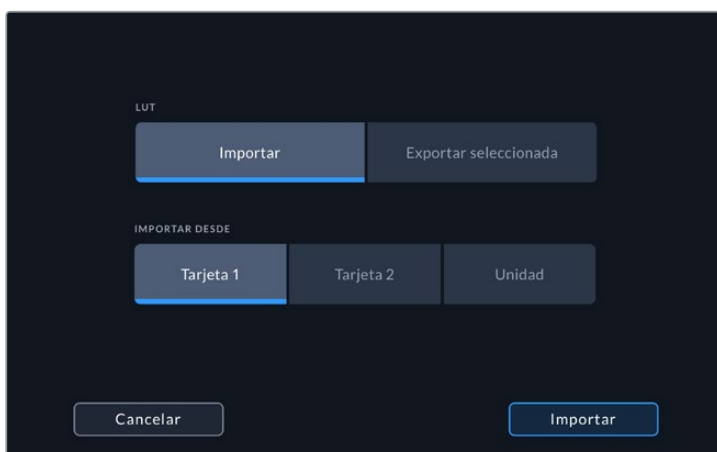 LUT
Importar Exportar seleccionada
IMPORTAR DESDE
Tarjeta 1 Tarjeta 2 Unidad
Cancelar Importar